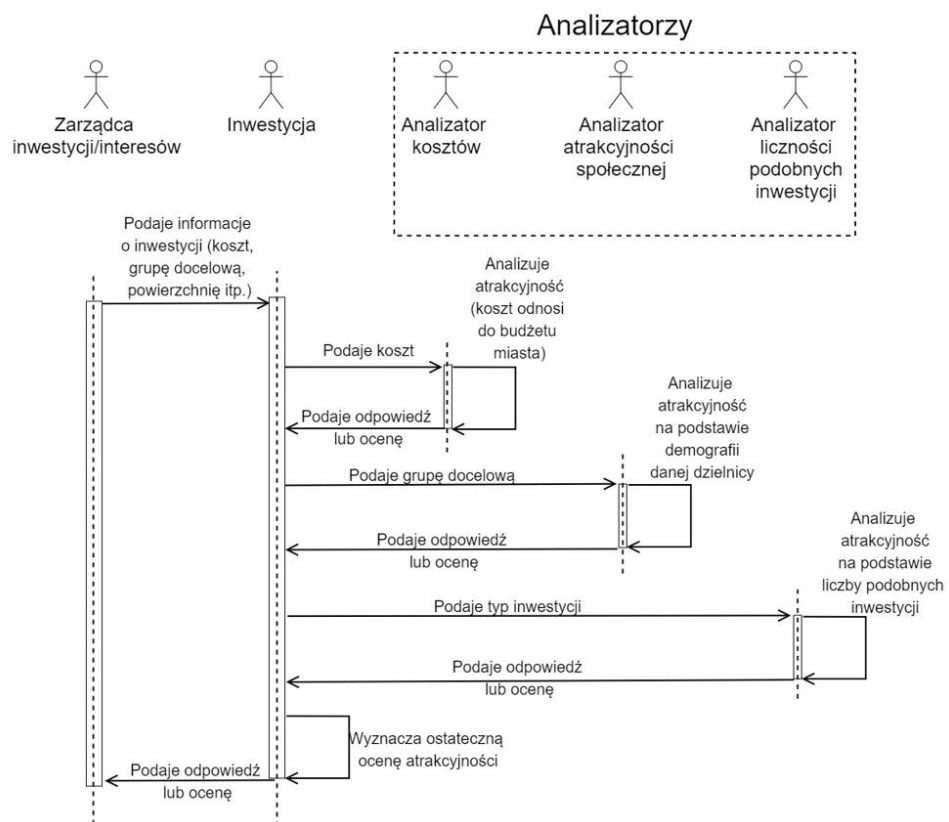 Analizatorzy
Zarządca
inwestycji/interesów
Inwestycja
Analizator
kosztów
Analizator
atrakcyjności
społecznej
Analizator
liczności
podobnych
inwestycji
Podaje informacje
o inwestycji (koszt,
grupę docelową,
powierzchnię itp.)
Analizuje
atrakcyjność
(koszt odnosi
do budżetu
miasta)
Podaje koszt
Podaje odpowiedź
lub ocenę
Analizuje
atrakcyjność
na podstawie
demografii
danej dzielnicy
Podaje grupę docelową
Podaje odpowiedź
lub ocenę
Analizuje
atrakcyjność
na podstawie
liczby podobnych
inwestycji
Podaje typ inwestycji
Podaje odpowiedź
lub ocenę
Wyznacza ostateczną
ocenę atrakcyjności
Podaje odpowiedź
lub ocenę